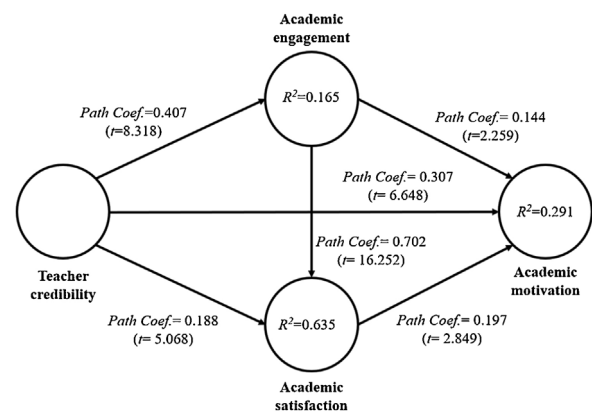 Academic
engagement
R²=0.165
Path Coef.=0.407
(t=8.318)
Path Coef.= 0.144
(t=2.259)
Path Coef.= 0.307
(t= 6.648)
R²=0.291
Teacher
credibility
Academic
motivation
Path Coef.= 0.702
(t= 16.252)
Path Coef.= 0.188
(t= 5.068)
R²=0.635
Path Coef.= 0.197
(t= 2.849)
Academic
satisfaction